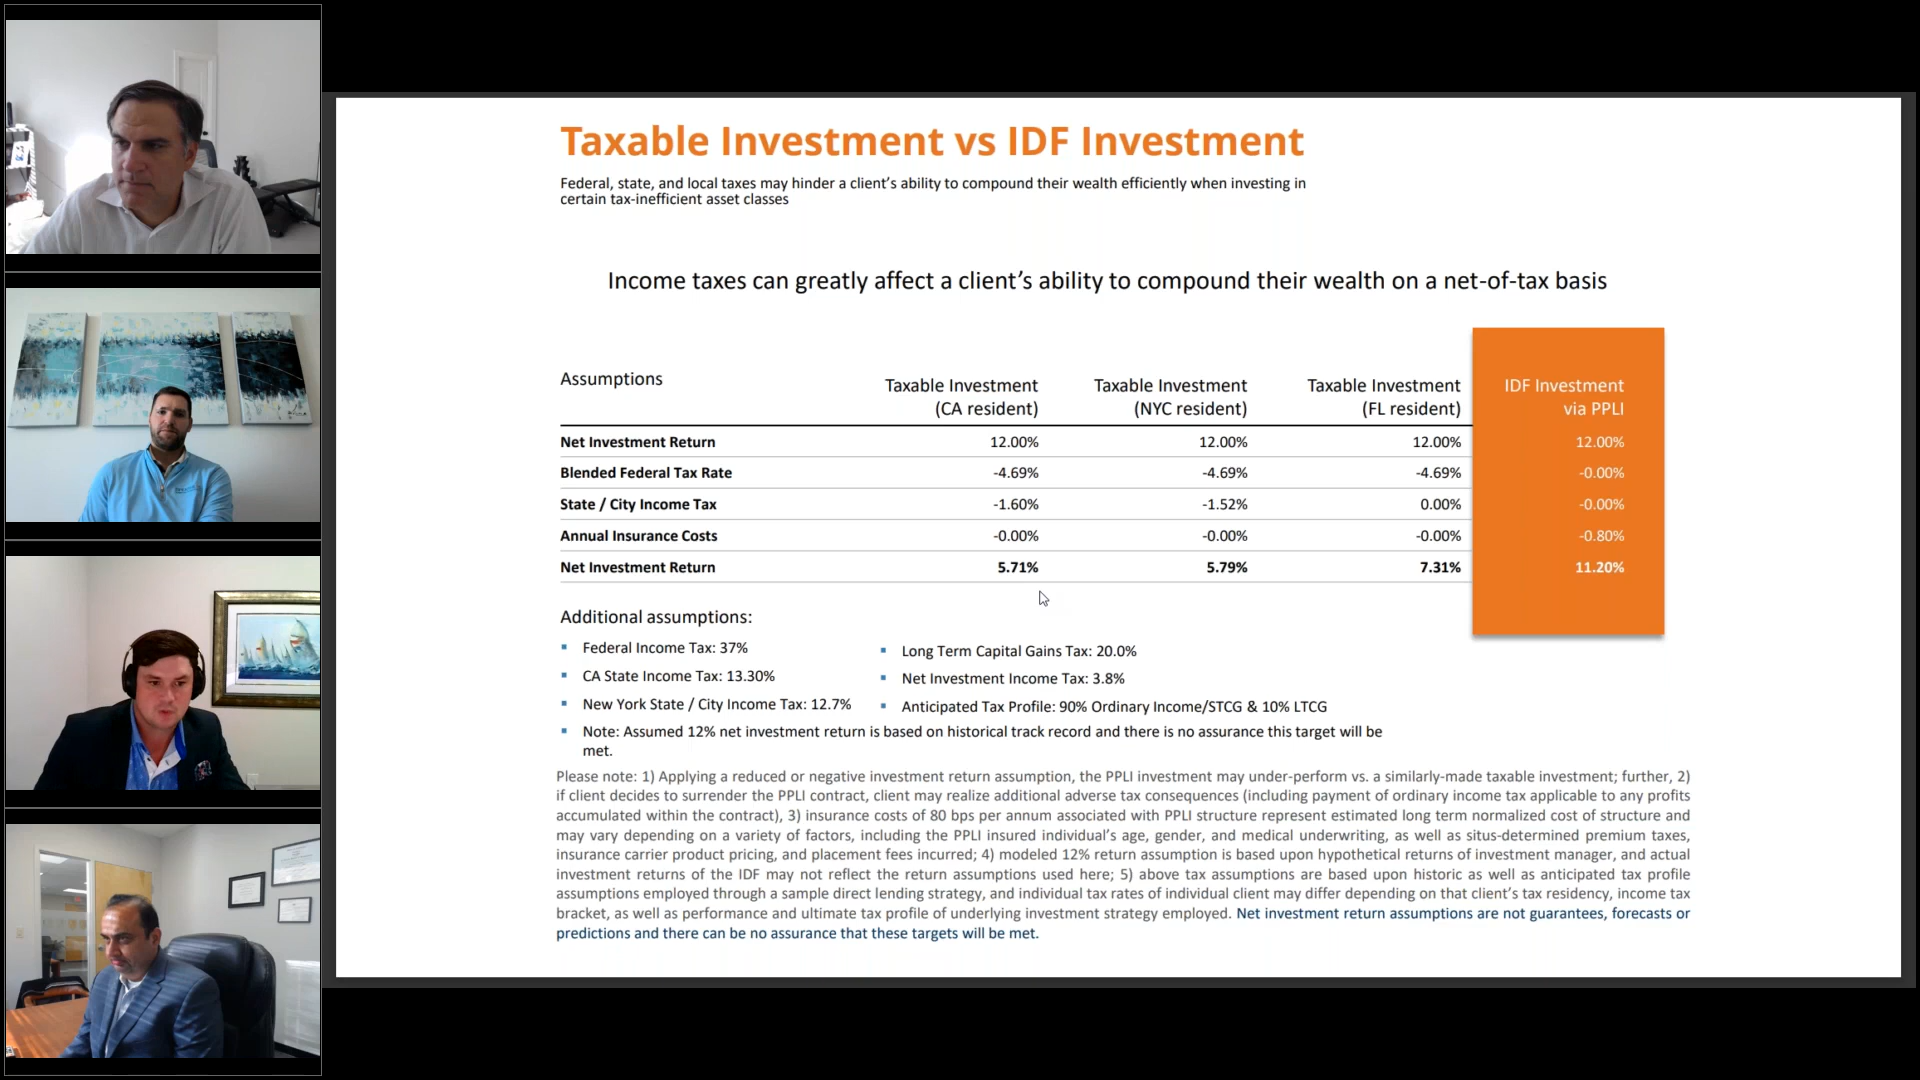 Taxable Investment vs IDF Investment
Federal, state, and local taxes may hinder a client's ability to compound their wealth efficiently when investing in
certain tax-inefficient asset classes
Income taxes can greatly affect a client's ability to compound their wealth on a net-of-tax basis
Assumptions
Taxable Investment
(CA resident)
Taxable Investment
(NYC resident)
Taxable Investment
(FL resident)
IDF Investment
via PPLI
Net Investment Return 12.00% 12.00% 12.00% 12.00%
Blended Federal Tax Rate -4.69% -4.69% -4.69% -0.00%
State / City Income Tax -1.60% -1.52% 0.00% -0.00%
Annual Insurance Costs -0.00% -0.00% -0.00% -0.80%
Net Investment Return 5.71% 5.79% 7.31% 11.20%
Additional assumptions:
▪ Federal Income Tax: 37%
▪ CA State Income Tax: 13.30%
▪ New York State / City Income Tax: 12.7%
▪ Long Term Capital Gains Tax: 20.0%
▪ Net Investment Income Tax: 3.8%
▪ Anticipated Tax Profile: 90% Ordinary Income/STCG & 10% LTCG
▪ Note: Assumed 12% net investment return is based on historical track record and there is no assurance this target will be
met.
Please note: 1) Applying a reduced or negative investment return assumption, the PPLI investment may under-perform vs. a similarly-made taxable investment; further, 2)
if client decides to surrender the PPLI contract, client may realize additional adverse tax consequences (including payment of ordinary income tax applicable to any profits
accumulated within the contract), 3) insurance costs of 80 bps per annum associated with PPLI structure represent estimated long term normalized cost of structure and
may vary depending on a variety of factors, including the PPLI insured individual's age, gender, and medical underwriting, as well as situs-determined premium taxes,
insurance carrier product pricing, and placement fees incurred; 4) modeled 12% return assumption is based upon hypothetical returns of investment manager, and actual
investment returns of the IDF may not reflect the return assumptions used here; 5) above tax assumptions are based upon historic as well as anticipated tax profile
assumptions employed through a sample direct lending strategy, and individual tax rates of individual client may differ depending on that client's tax residency, income tax
bracket, as well as performance and ultimate tax profile of underlying investment strategy employed. Net investment return assumptions are not guarantees, forecasts or
predictions and there can be no assurance that these targets will be met.